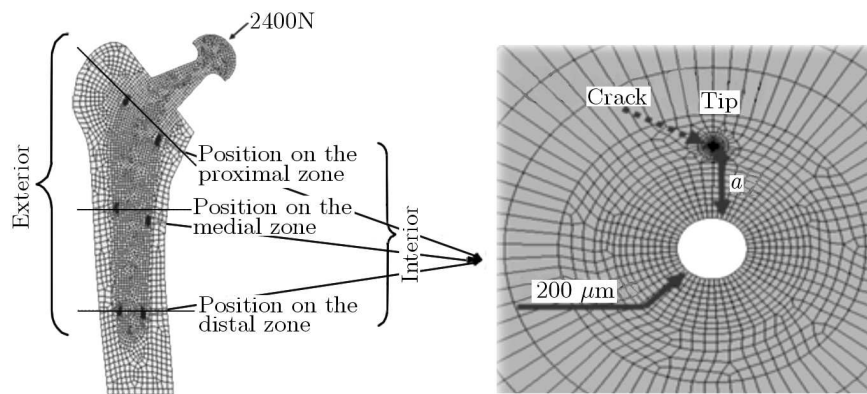 2400N
Exterior
Position on the
proximal zone
Position on the
medial zone
Position on the
distal zone
Interior
Crack
Tip
a
200 μm